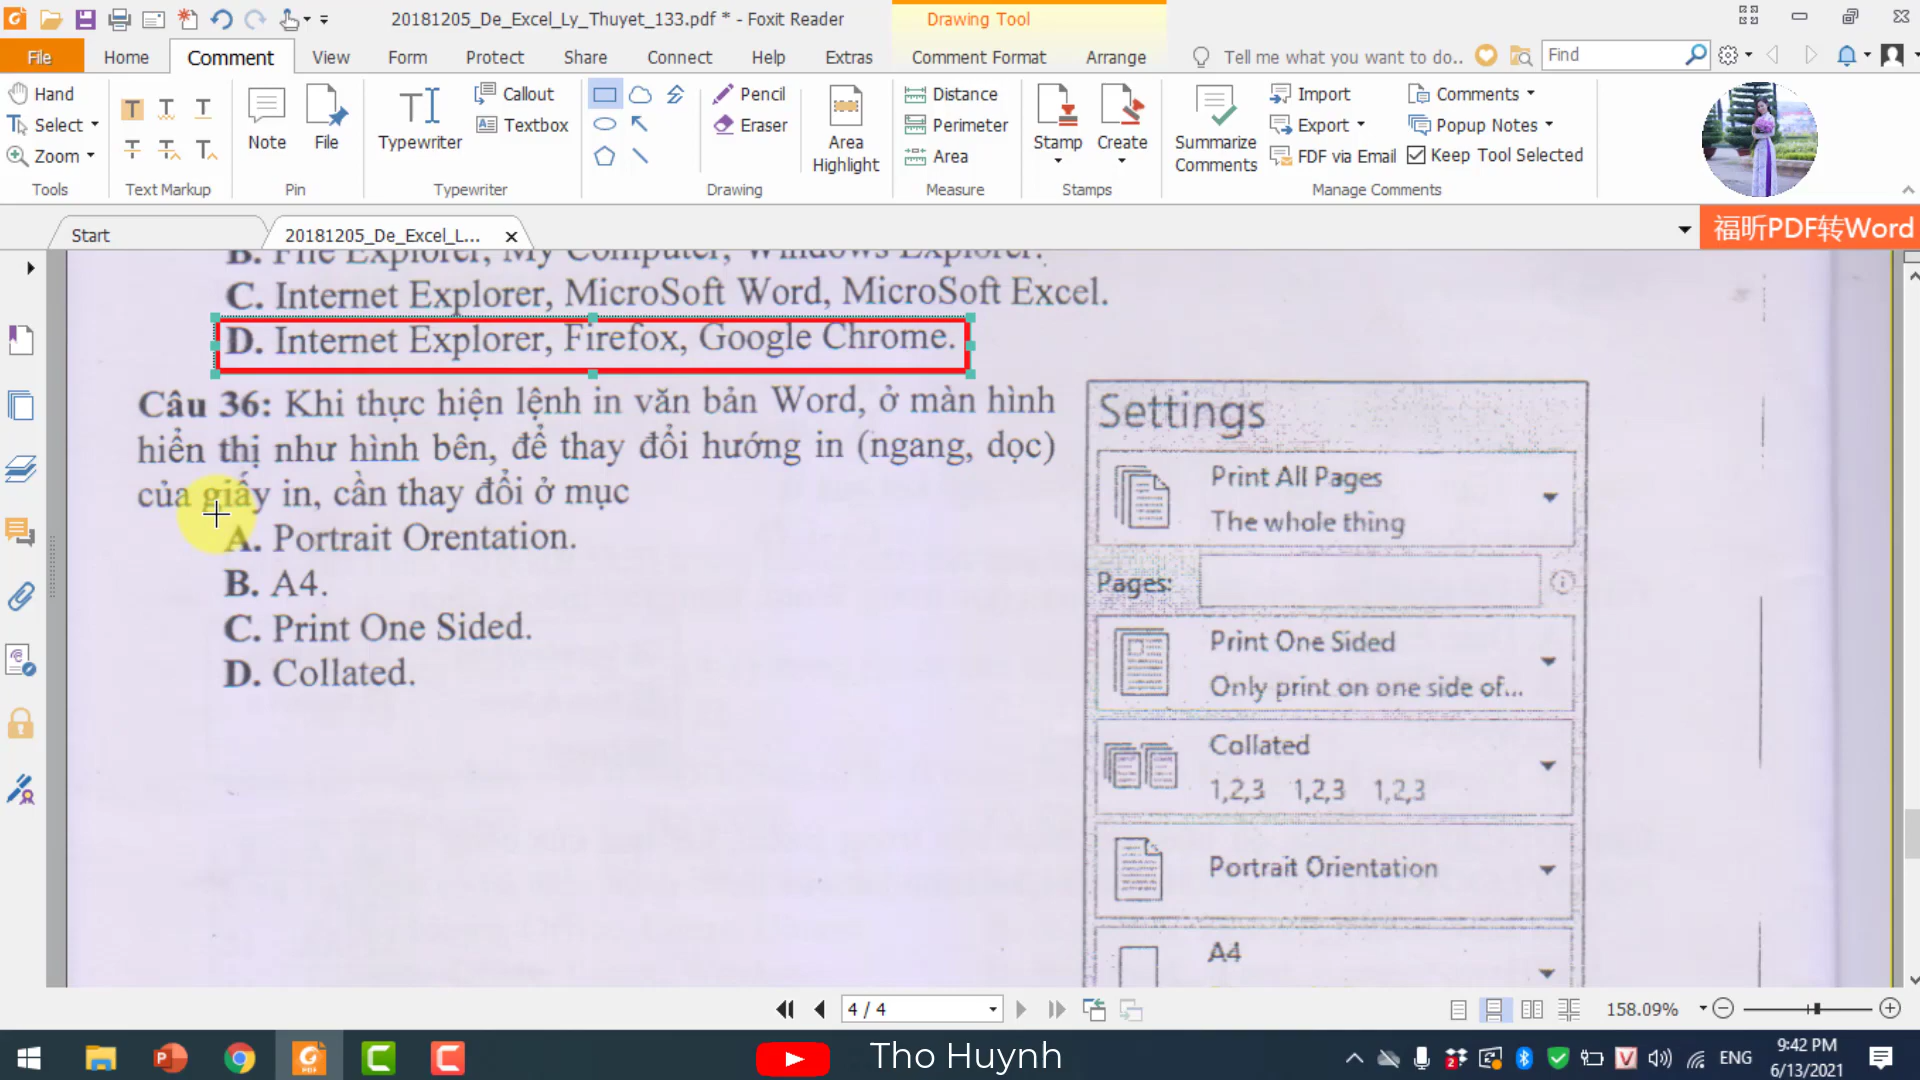 20181205_De_Excel_Ly_Thuyet_133.pdf * - Foxit Reader
Drawing Tool
File
Home
Comment
View
Form
Protect
Share
Connect
Help
Extras
Comment Format
Arrange
Tell me what you want to do..
Find
Hand
Select
Zoom
Tools
Text Markup
Note
File
Pin
Typewriter
Callout
Textbox
Typewriter
Pencil
Eraser
Area
Highlight
Drawing
Distance
Perimeter
Area
Measure
Stamp
Create
Stamps
Summarize
Comments
Import
Export
FDF via Email
Comments
Popup Notes
Keep Tool Selected
Manage Comments
Start
20181205_De_Excel_L...
福昕PDF转Word
B. File Explorer, My Computer, Windows Explorer.
C. Internet Explorer, MicroSoft Word, MicroSoft Excel.
D. Internet Explorer, Firefox, Google Chrome.
Câu 36: Khi thực hiện lệnh in văn bản Word, ở màn hình
hiển thị như hình bên, để thay đổi hướng in (ngang, dọc)
của giấy in, cần thay đổi ở mục
A. Portrait Orentation.
B. A4.
C. Print One Sided.
D. Collated.
Settings
Print All Pages
The whole thing
Pages:
Print One Sided
Only print on one side of...
Collated
1,2,3 1,2,3 1,2,3
Portrait Orientation
A4
4 / 4
158.09%
Tho Huynh
ENG
9:42 PM
6/13/2021